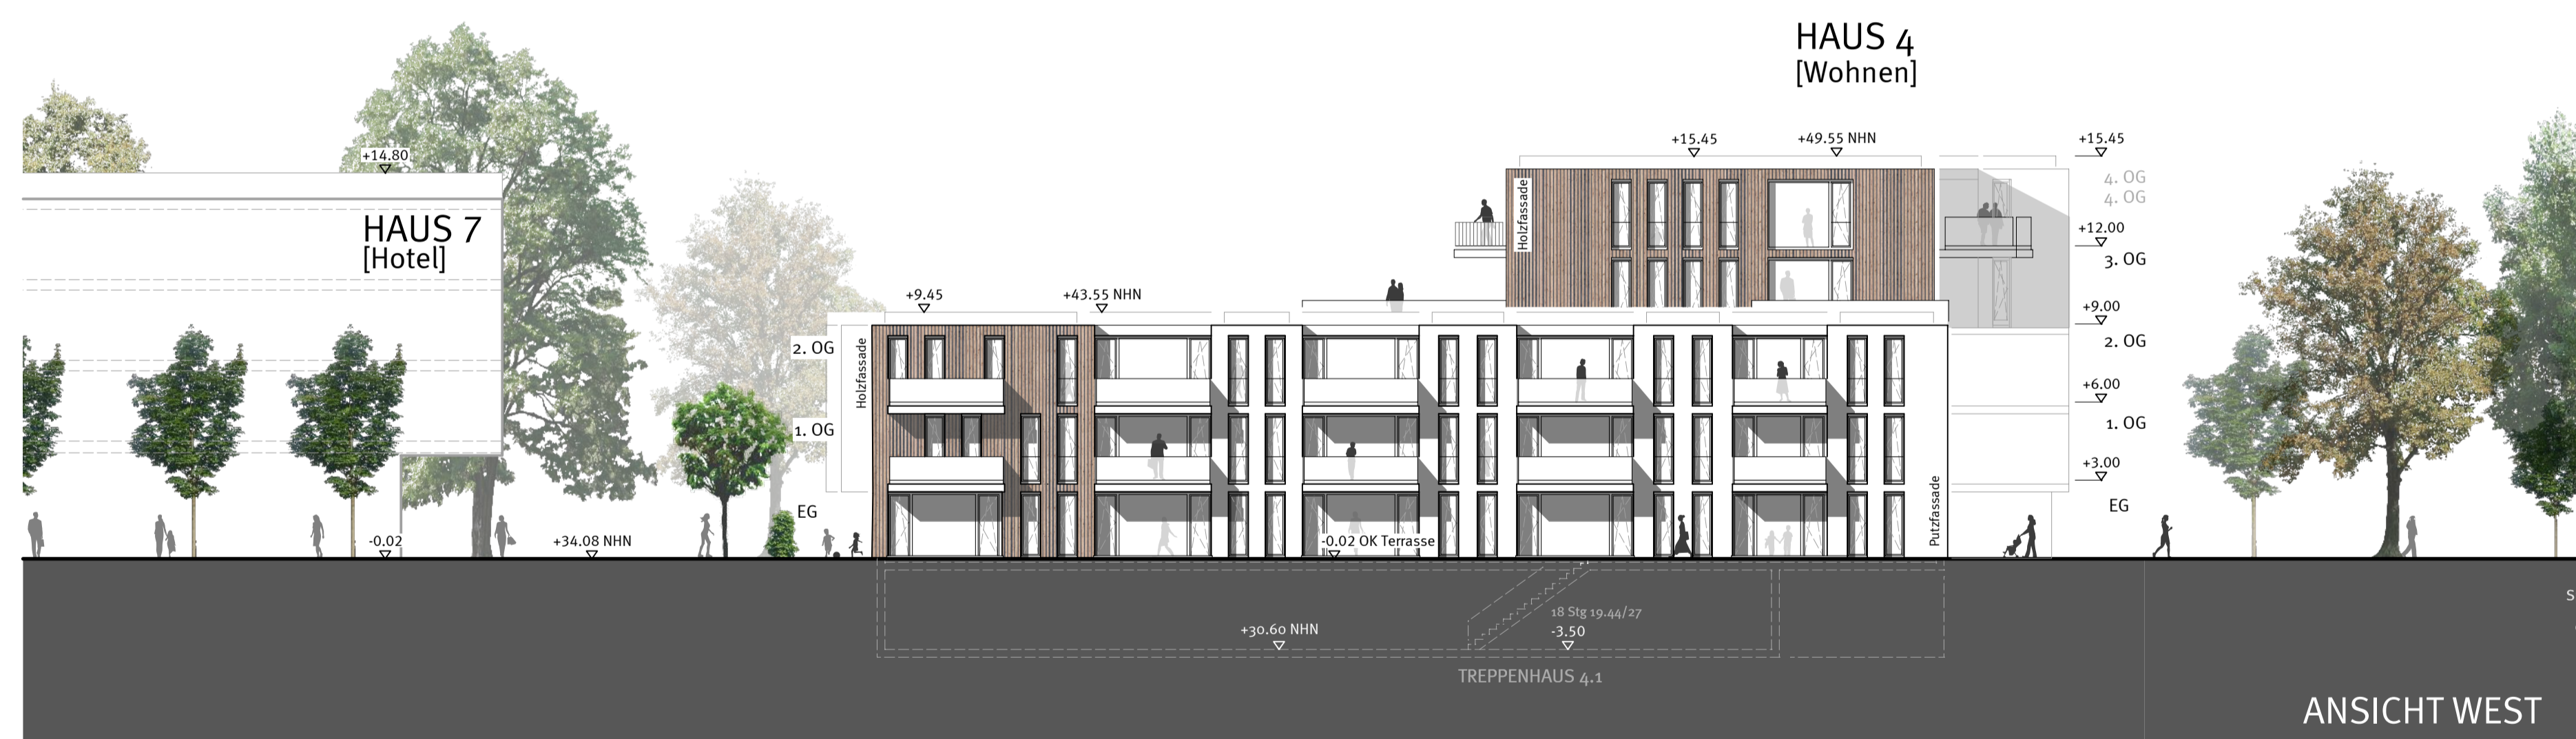 HAUS 4
[Wohnen]
+15.45
+49.55 NHN
+15.45
+14.80
4. OG
4. OG
HAUS 7
[Hotel]
Holzfassade
+12.00
3. OG
+9.45
+43.55 NHN
+9.00
2. OG
Holzfassade
2. OG
+6.00
1. OG
1. OG
+3.00
EG
EG
Putzfassade
-0.02
+34.08 NHN
-0.02 OK Terrasse
S
18 Stg 19.44/27
+30.60 NHN
-3.50
TREPPENHAUS 4.1
ANSICHT WEST